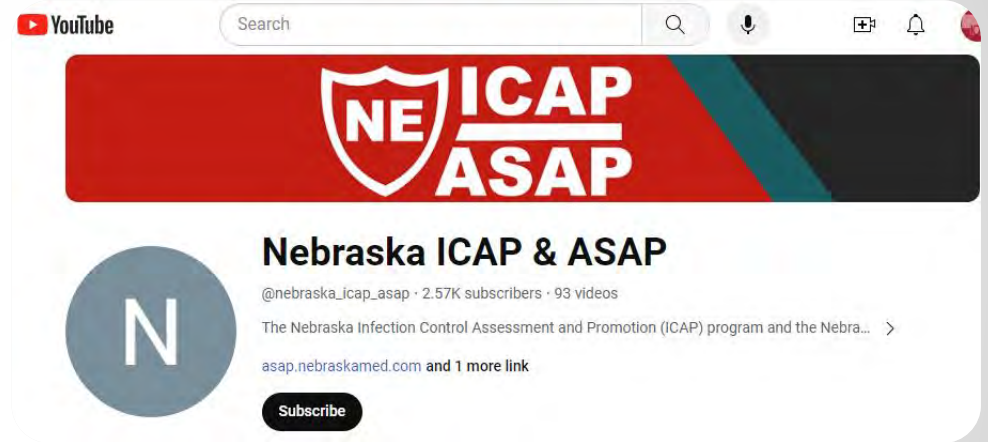 YouTube
Search
NE ICAP
ASAP
Nebraska ICAP & ASAP
@nebraska_icap_asap · 2.57K subscribers · 93 videos
The Nebraska Infection Control Assessment and Promotion (ICAP) program and the Nebra...
N
asap.nebraskamed.com and 1 more link
Subscribe